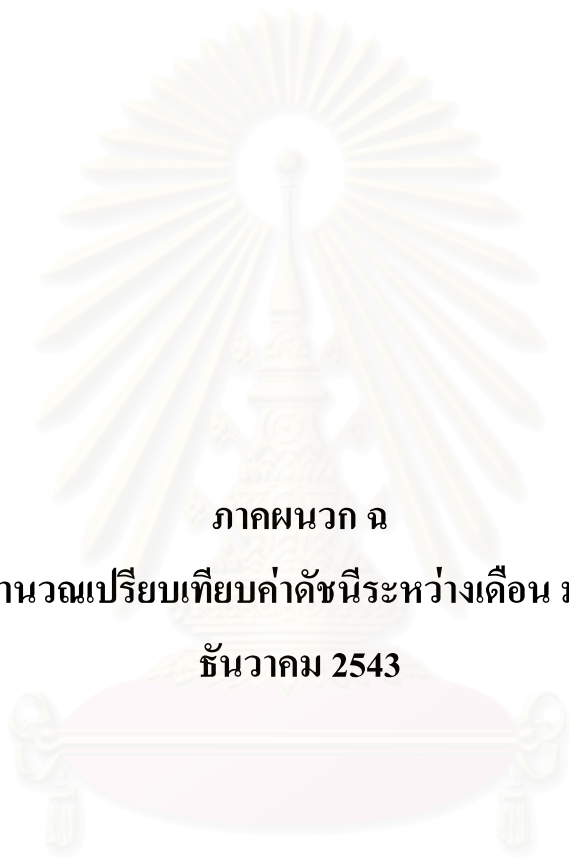 ภาคผนวก ฉ
นวณเปรียบเทียบค่าดัชนีระหว่างเดือน
ธันวาคม 2543